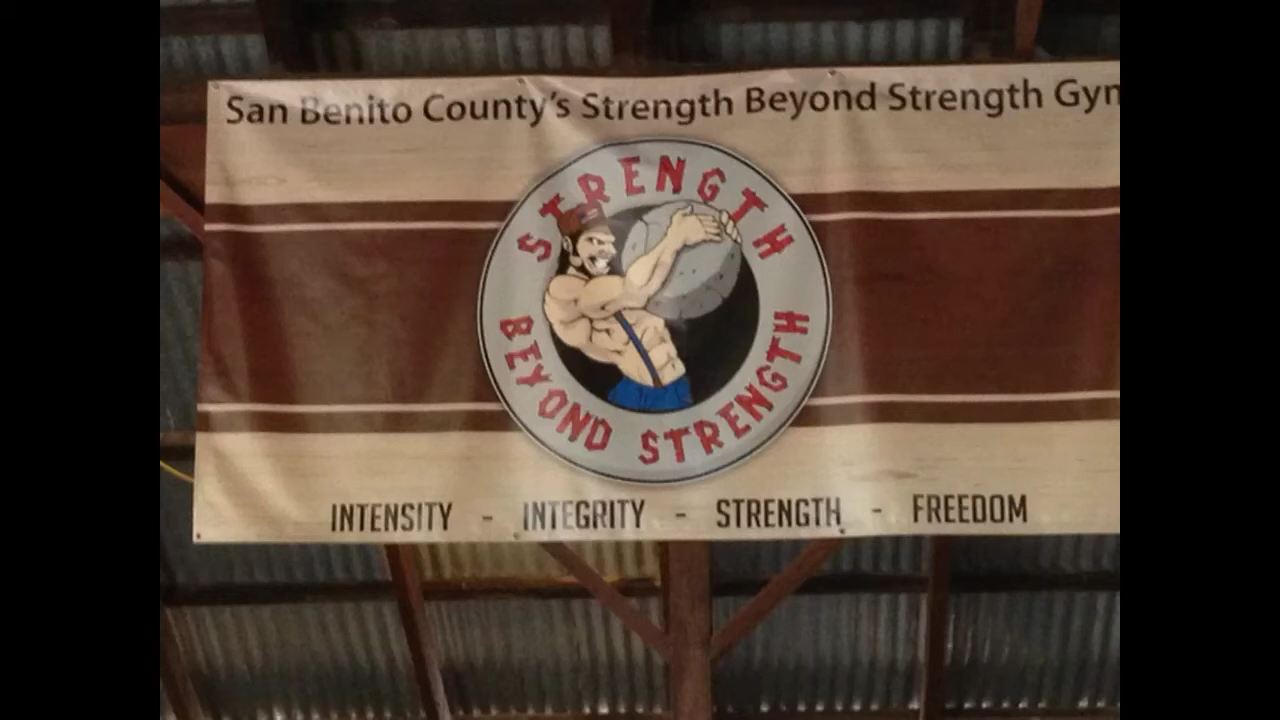 San Benito County's Strength Beyond Strength Gym
STRENGTH
BEYOND STRENGTH
INTENSITY - INTEGRITY - STRENGTH - FREEDOM